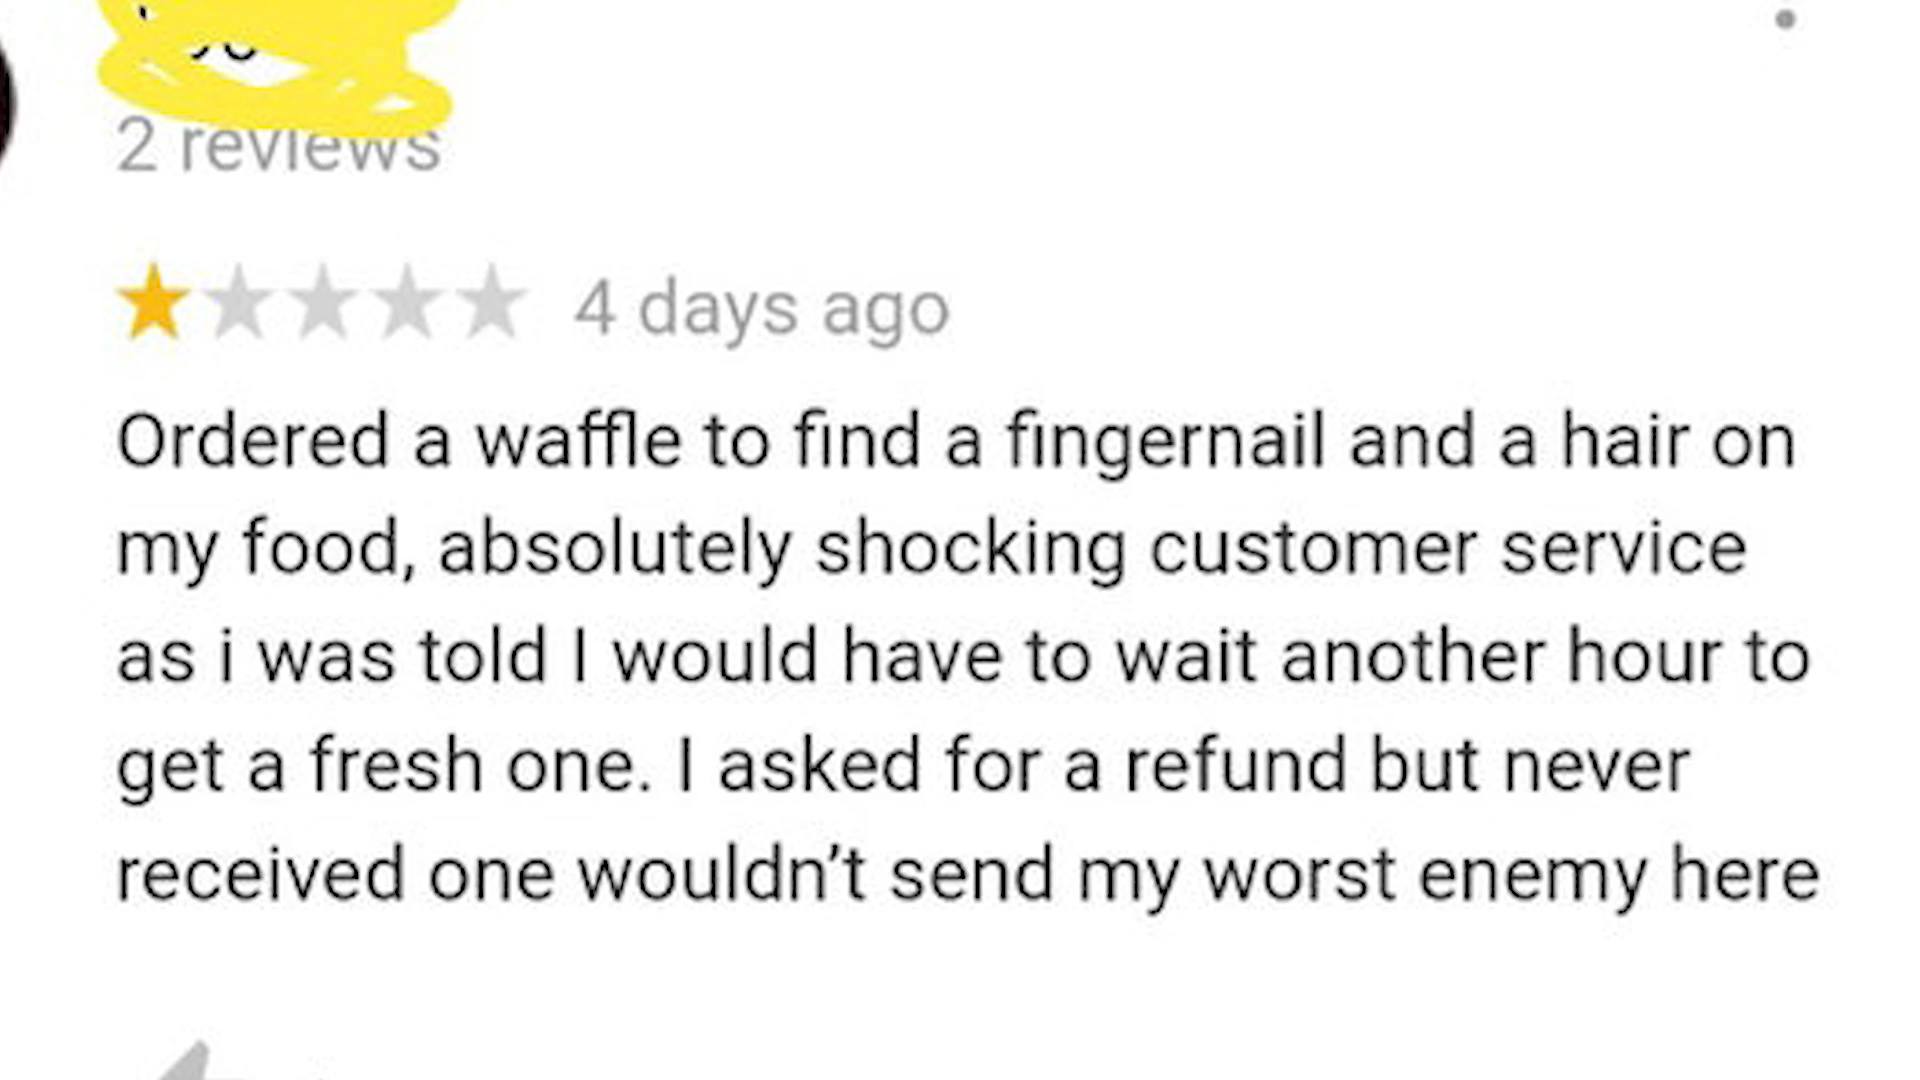 2 reviews
4 days ago
Ordered a waffle to find a fingernail and a hair on
my food, absolutely shocking customer service
as i was told I would have to wait another hour to
get a fresh one. I asked for a refund but never
received one wouldn’t send my worst enemy here